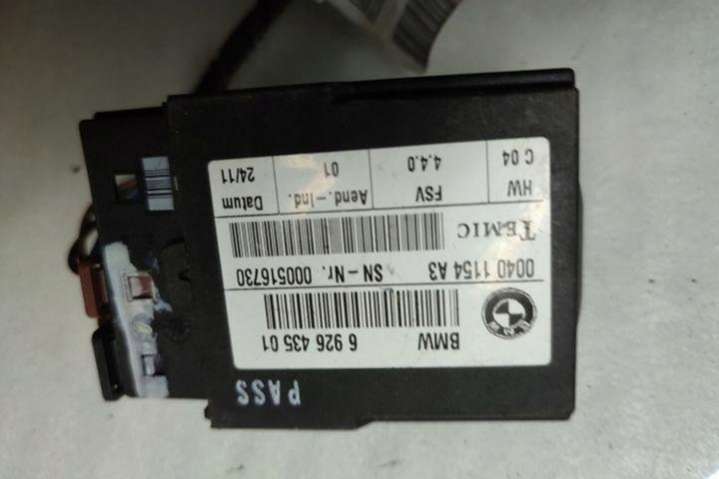 PASS
BMW 6 926 435 01
0040 1154 A3 SN-Nr. 000516730
TEMIC
HW FSV Aend.-Ind. Datum
C 04 4.4.0 01 24/11